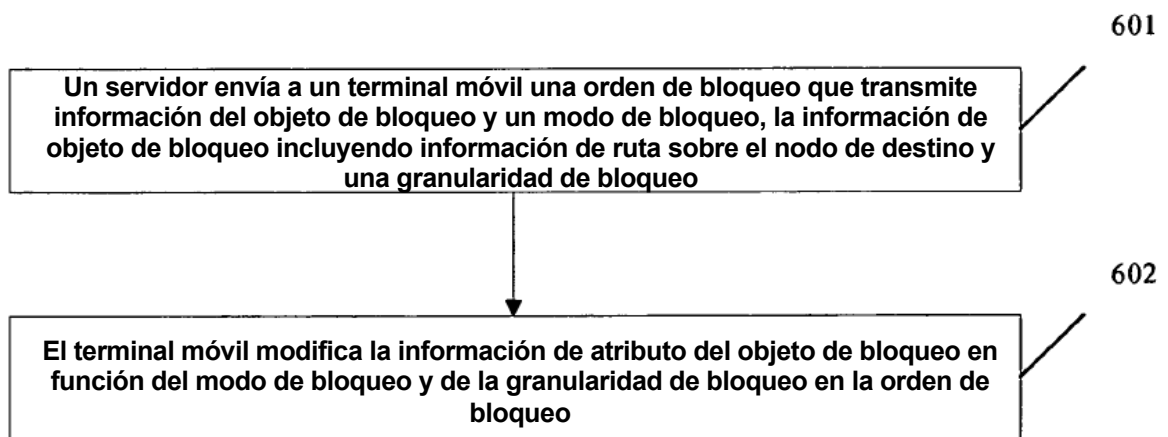 601
Un servidor envía a un terminal móvil una orden de bloqueo que transmite
información del objeto de bloqueo y un modo de bloqueo, la información de
objeto de bloqueo incluyendo información de ruta sobre el nodo de destino y
una granularidad de bloqueo
602
El terminal móvil modifica la información de atributo del objeto de bloqueo en
función del modo de bloqueo y de la granularidad de bloqueo en la orden de
bloqueo